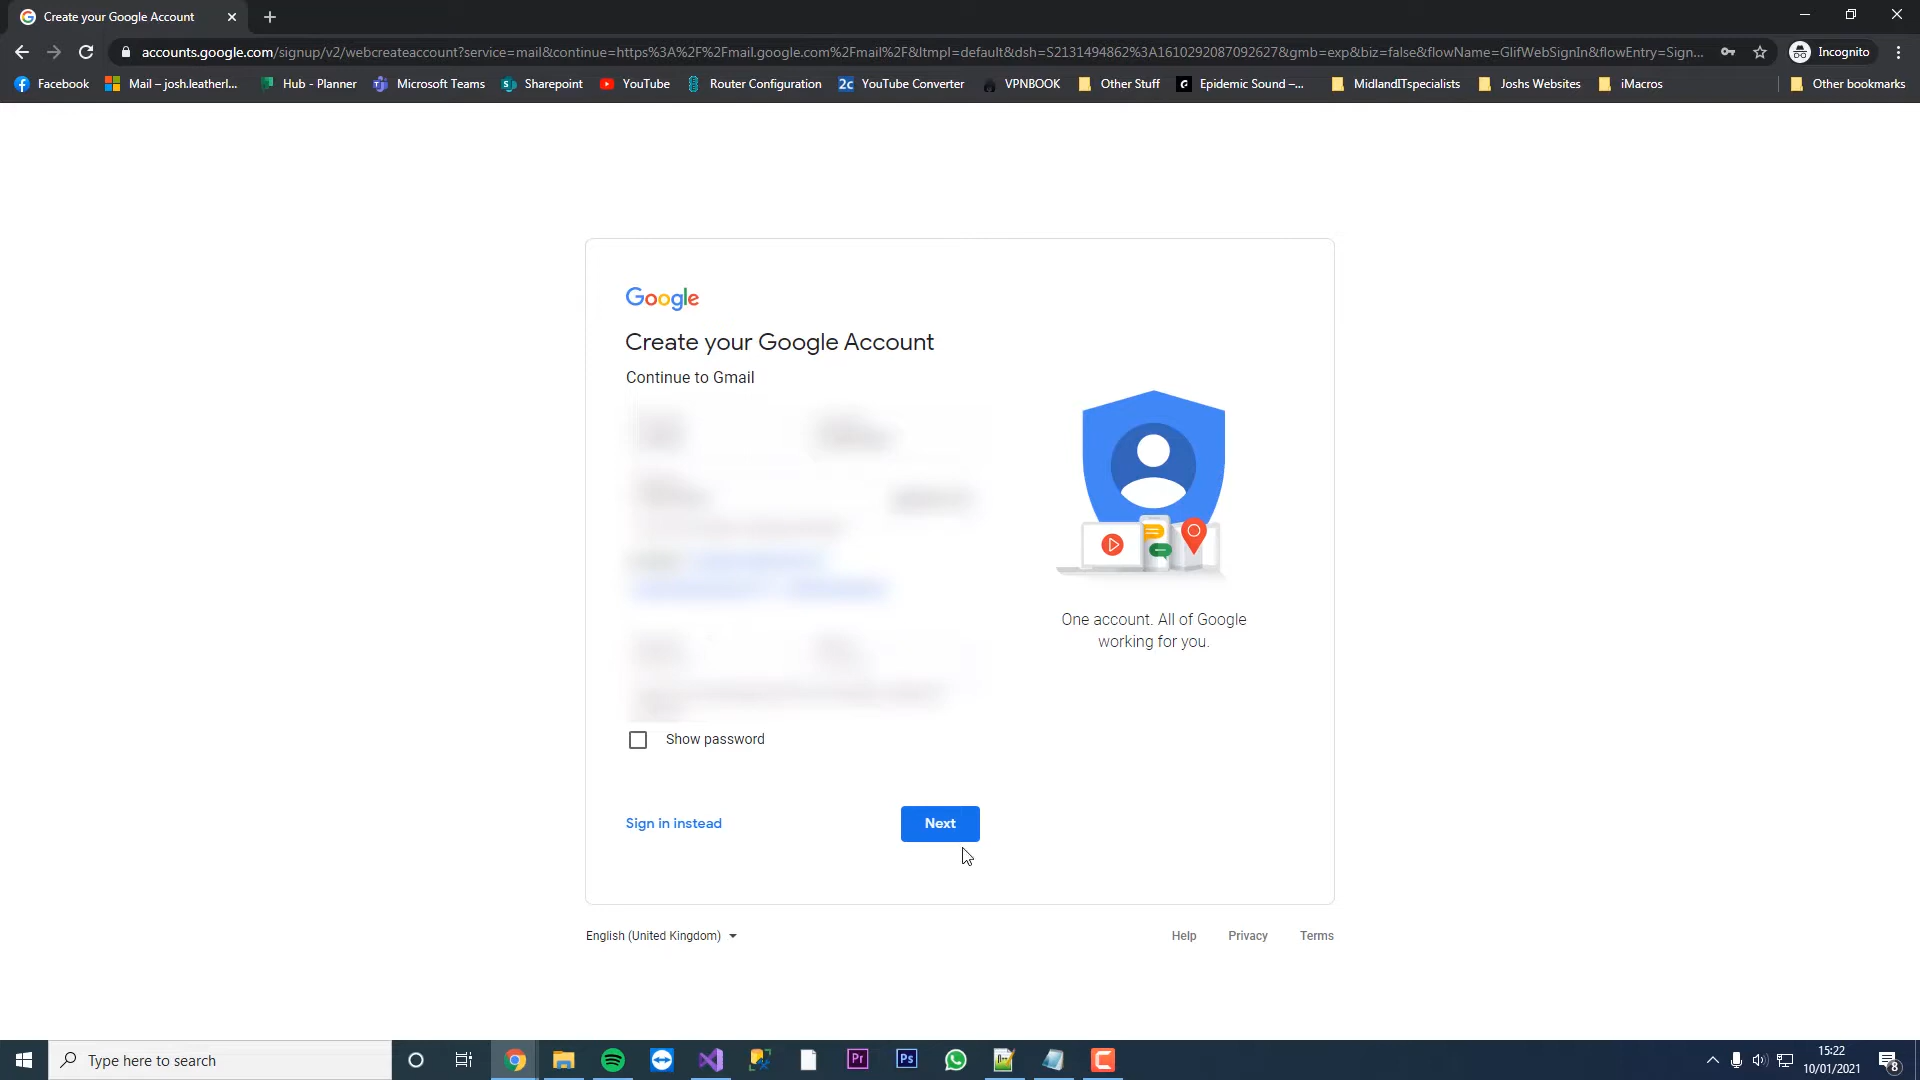 Create your Google Account
accounts.google.com/signup/v2/webcreateaccount?service=mail&continue=https%3A%2F%2Fmail.google.com%2Fmail%2F&ltmpl=default&dsh=S2131494862%3A1610292087092627&gmb=exp&biz=false&flowName=GlifWebSignIn&flowEntry=Sign...
Incognito
Facebook
Mail – josh.leatherl...
Hub - Planner
Microsoft Teams
Sharepoint
YouTube
Router Configuration
2c YouTube Converter
VPNBOOK
Other Stuff
Epidemic Sound –...
MidlandITspecialists
Joshs Websites
iMacros
Other bookmarks
Google
Create your Google Account
Continue to Gmail
One account. All of Google
working for you.
Show password
Sign in instead
Next
English (United Kingdom)
Help
Privacy
Terms
Type here to search
Pr
Ps
15:22
10/01/2021
8